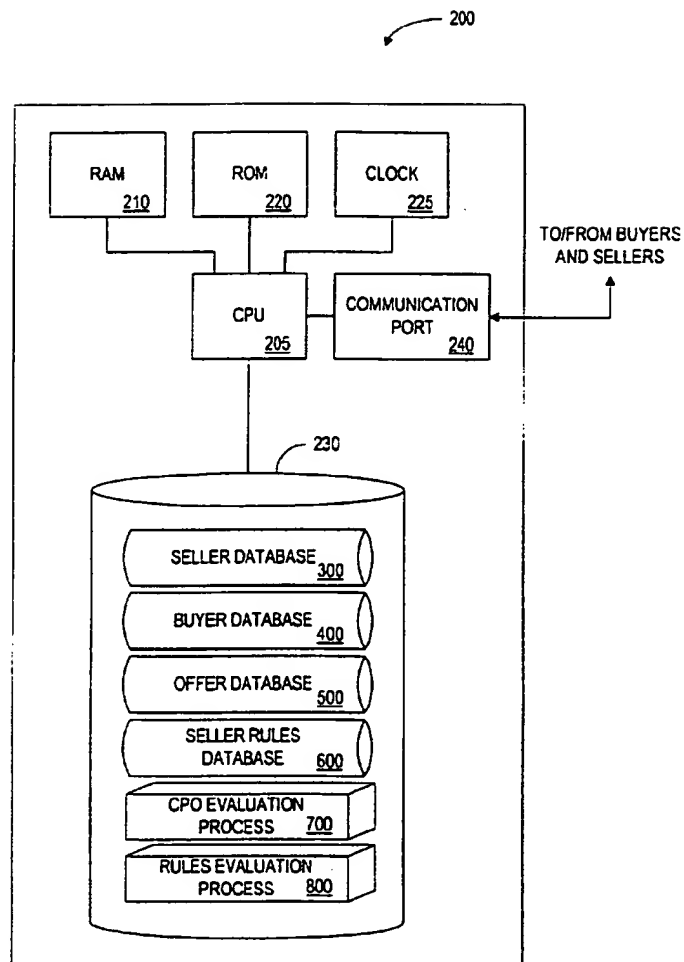 200
RAM
210
ROM
220
CLOCK
225
TO/FROM BUYERS
AND SELLERS
CPU
205
COMMUNICATION
PORT
240
230
SELLER DATABASE
300
BUYER DATABASE
400
OFFER DATABASE
500
SELLER RULES
DATABASE
600
CPO EVALUATION
PROCESS
700
RULES EVALUATION
PROCESS
800